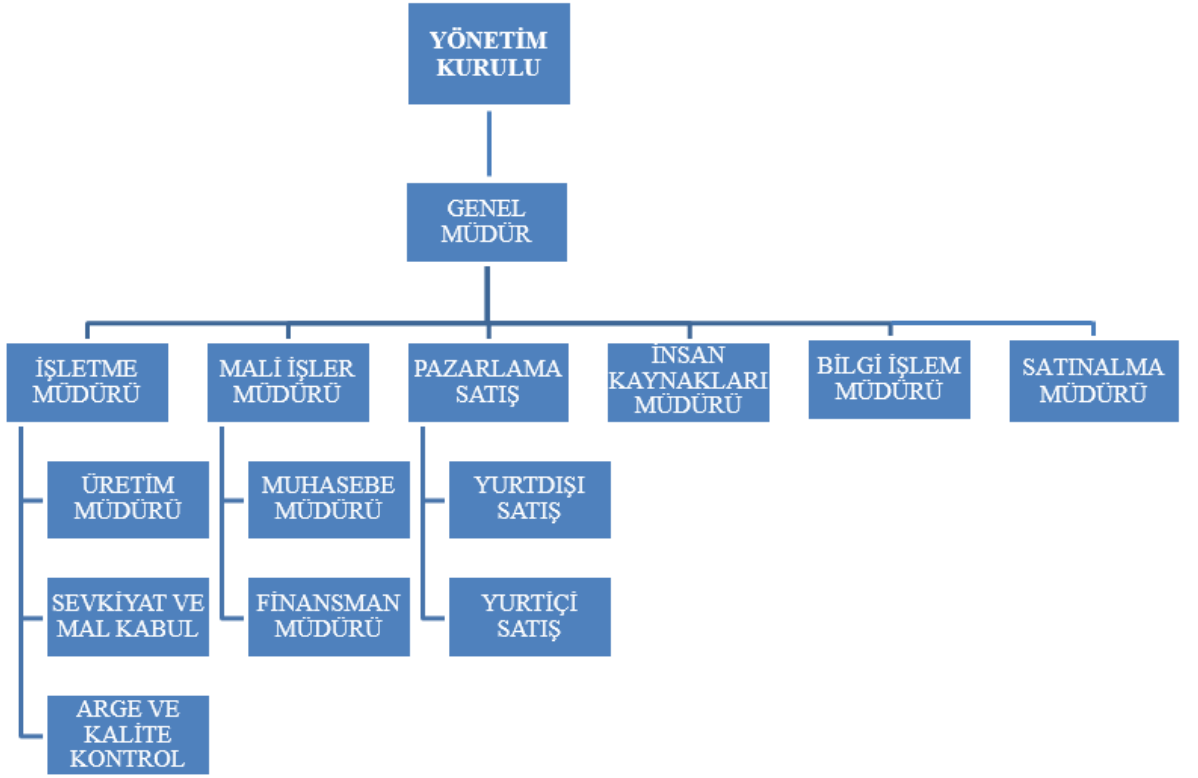 YÖNETİM
KURULU
GENEL
MÜDÜR
İŞLETME
MÜDÜRÜ
MALİ İŞLER
MÜDÜRÜ
PAZARLAMA
SATIŞ
İNSAN
KAYNAKLARI
MÜDÜRÜ
BİLGİ İŞLEM
MÜDÜRÜ
SATINALMA
MÜDÜRÜ
ÜRETİM
MÜDÜRÜ
MUHASEBE
MÜDÜRÜ
YURTDIŞI
SATIŞ
SEVKİYAT VE
MAL KABUL
FİNANSMAN
MÜDÜRÜ
YURTİÇİ
SATIŞ
ARGE VE
KALİTE
KONTROL